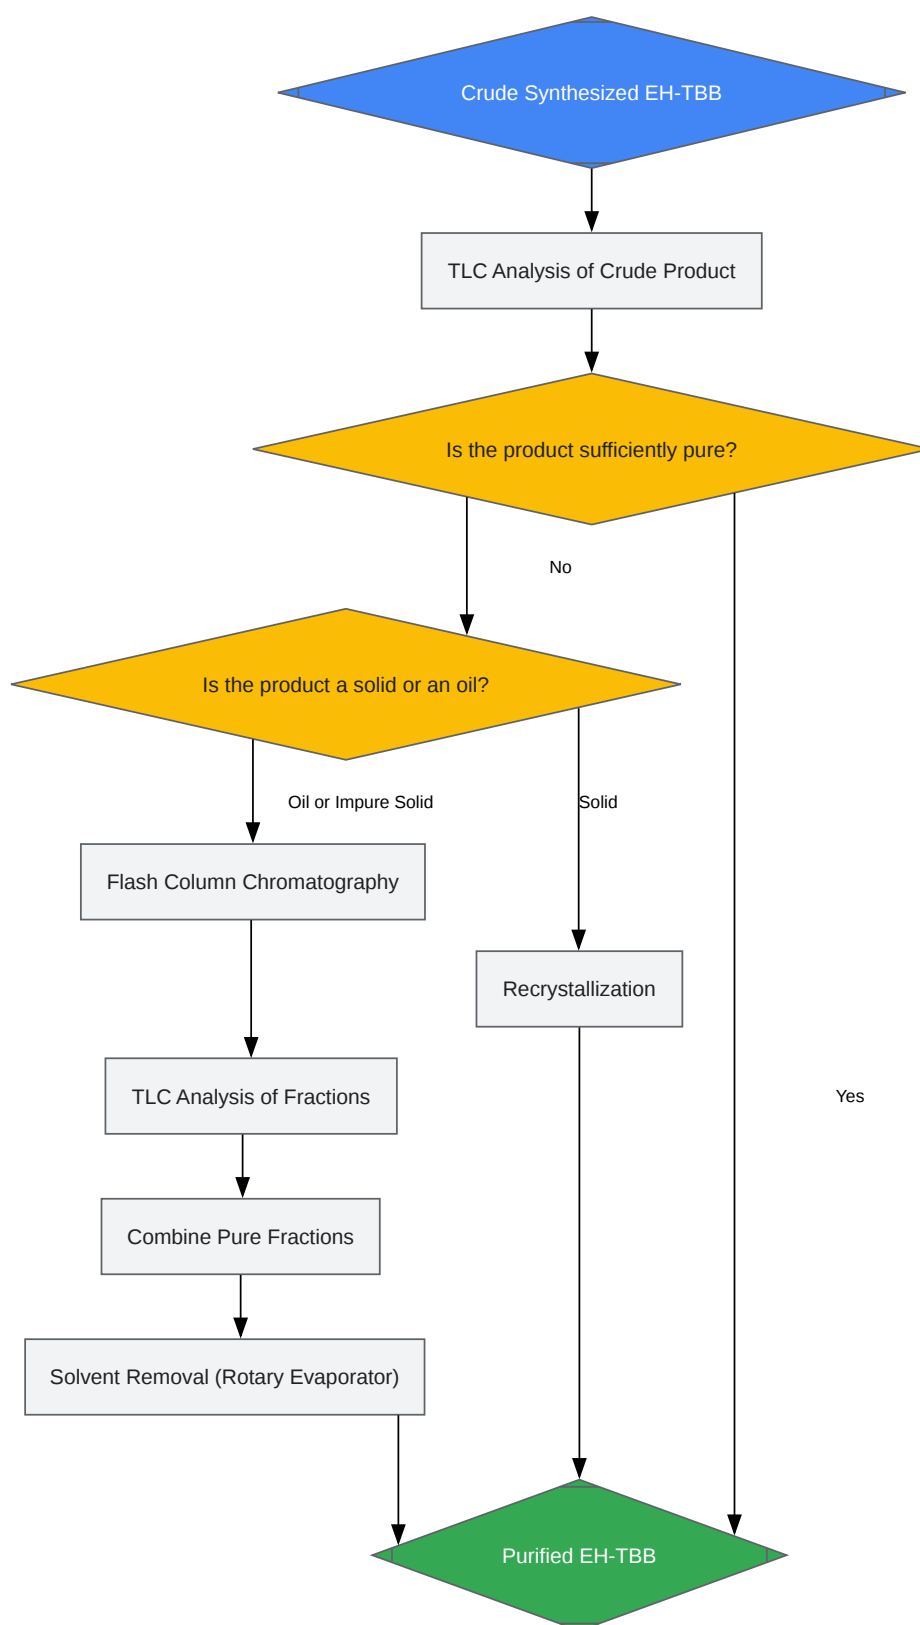 Crude Synthesized EH-TBB
TLC Analysis of Crude Product
Is the product sufficiently pure?
No
Is the product a solid or an oil?
Oil or Impure Solid
Solid
Flash Column Chromatography
Recrystallization
TLC Analysis of Fractions
Yes
Combine Pure Fractions
Solvent Removal (Rotary Evaporator)
Purified EH-TBB